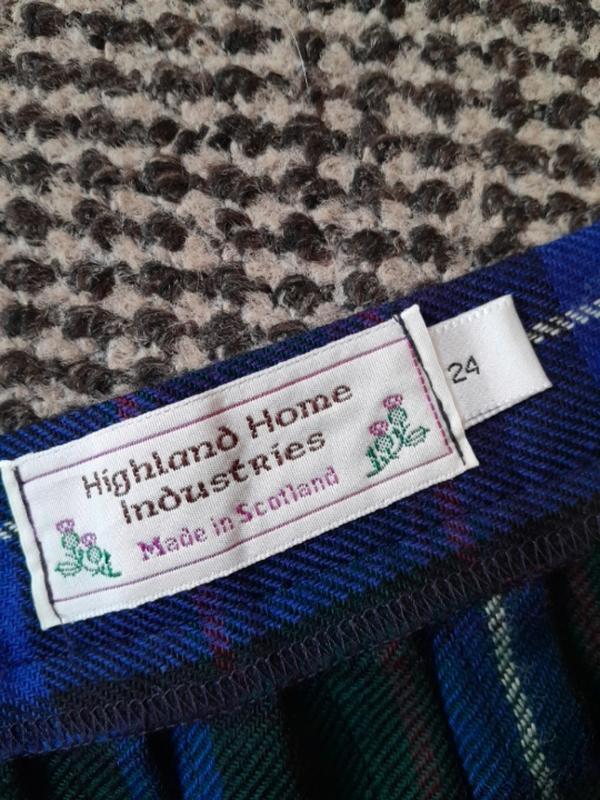 Highland Home
Industries
Made in Scotland
24